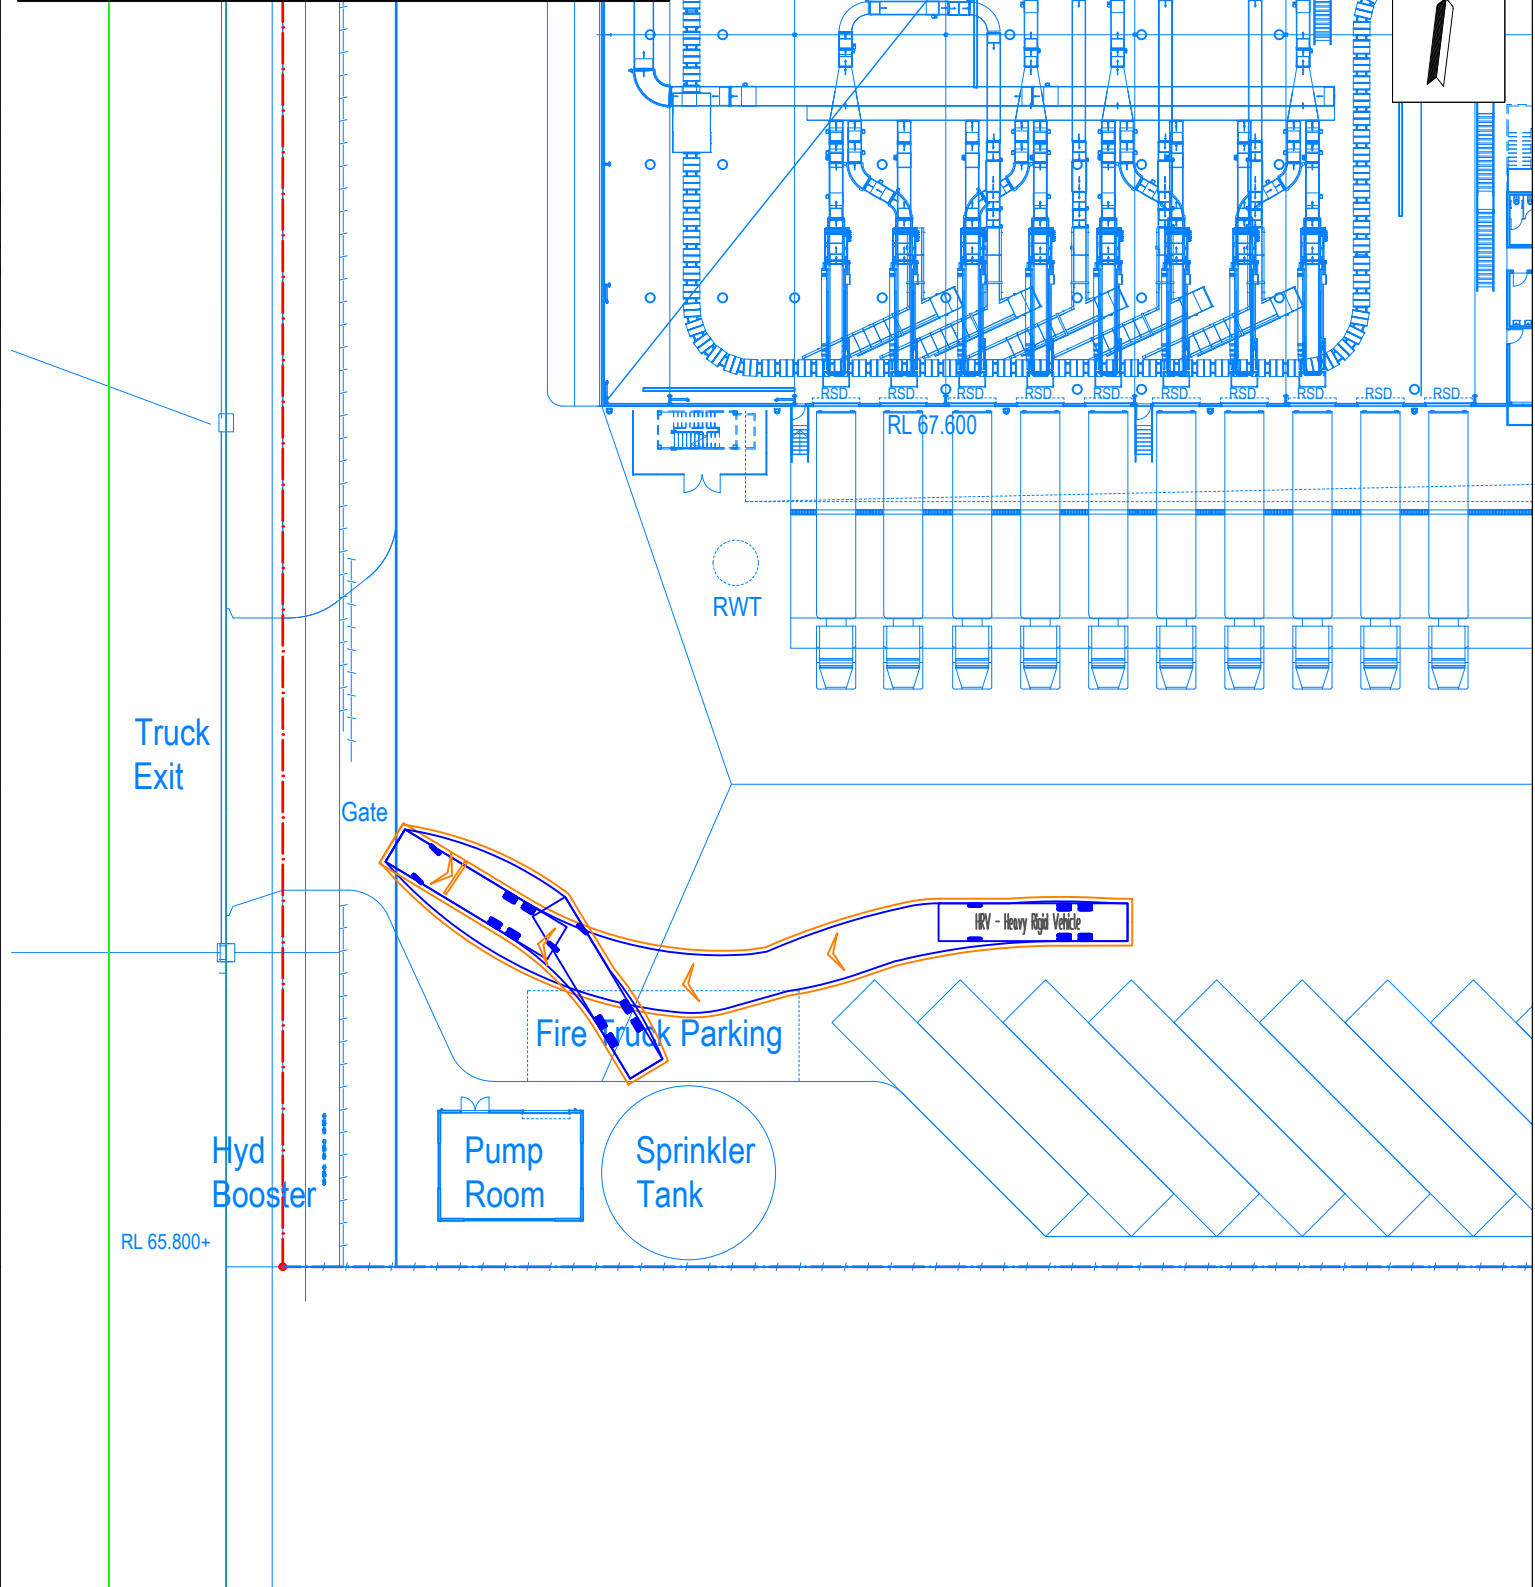 RSD RSD RSD RSD RSD RSD RSD RSD RSD RSD
RL 67.600
RWT
Truck
Exit
Gate
HRV - Heavy Rigid Vehicle
Fire Truck Parking
Hyd
Booster
Pump
Room
Sprinkler
Tank
RL 65.800+